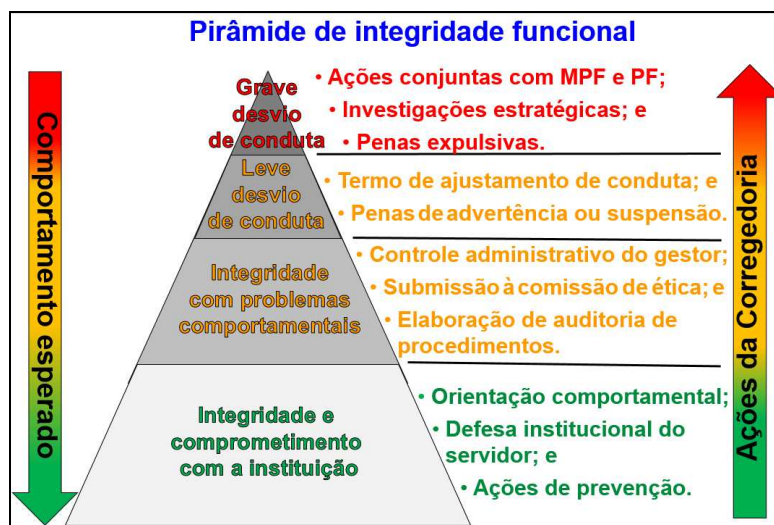 Pirâmide de integridade funcional
Comportamento esperado
Grave
desvio
de conduta
• Ações conjuntas com MPF e PF;
• Investigações estratégicas; e
• Penas expulsivas.
Leve
desvio
de conduta
• Termo de ajustamento de conduta; e
• Penas de advertência ou suspensão.
Integridade
com problemas
comportamentais
• Controle administrativo do gestor;
• Submissão à comissão de ética; e
• Elaboração de auditoria de
procedimentos.
Integridade e
comprometimento
com a instituição
• Orientação comportamental;
• Defesa institucional do
servidor; e
• Ações de prevenção.
Ações da Corregedoria